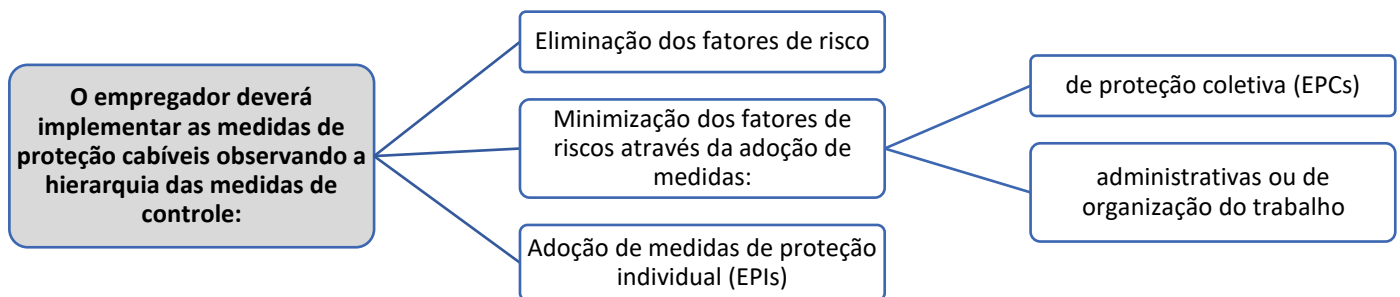 O empregador deverá
implementar as medidas de
proteção cabíveis observando a
hierarquia das medidas de
controle:
Eliminação dos fatores de risco
Minimização dos fatores de
riscos através da adoção de
medidas:
de proteção coletiva (EPCs)
administrativas ou de
organização do trabalho
Adoção de medidas de proteção
individual (EPIs)